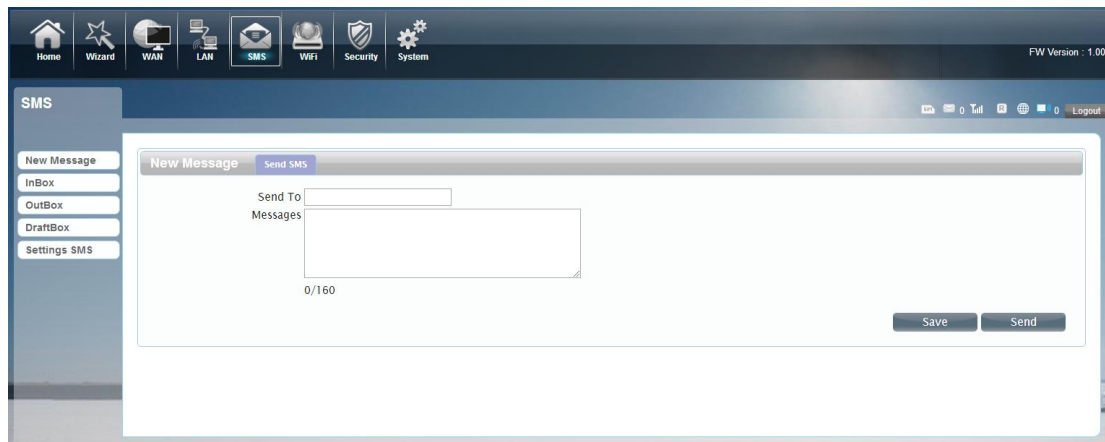 Home Wizard WAN LAN SMS WiFi Security System
FW Version : 1.00
SMS
0 R 0 Logout
New Message
InBox
OutBox
DraftBox
Settings SMS
New Message Send SMS
Send To
Messages
0/160
Save Send